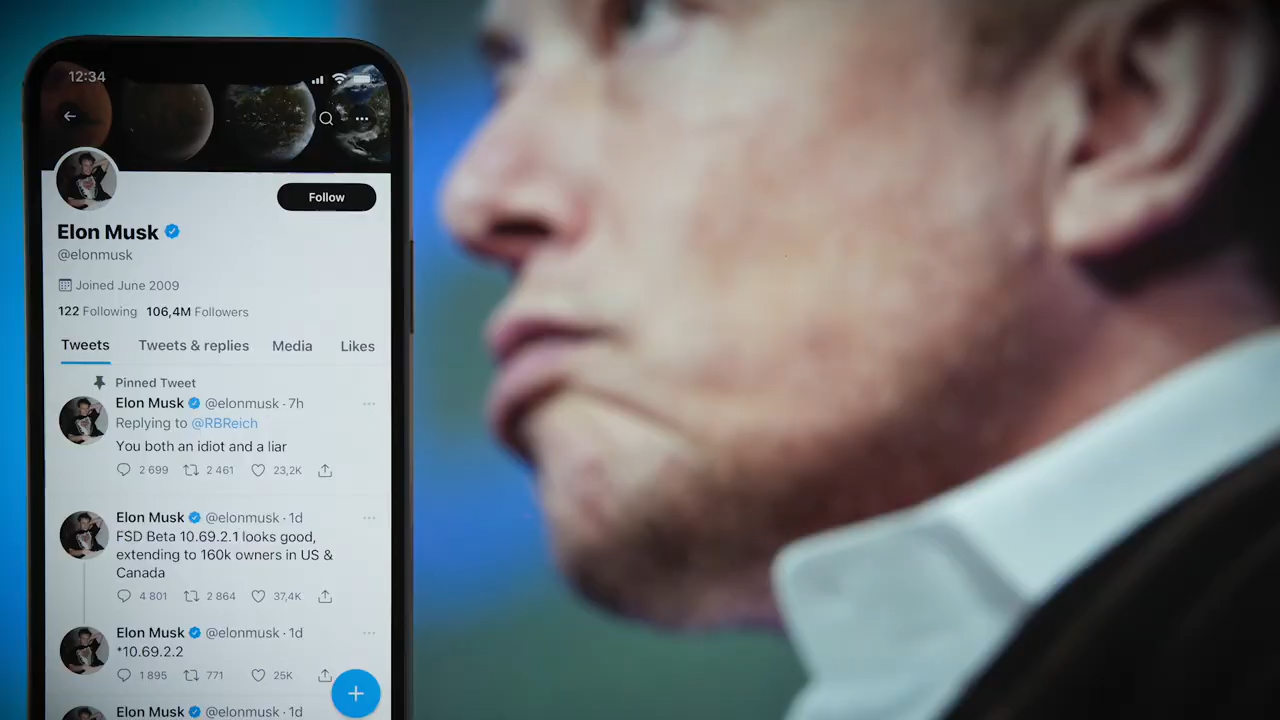 12:34
Follow
Elon Musk
@elonmusk
Joined June 2009
122 Following 106,4M Followers
Tweets Tweets & replies Media Likes
Pinned Tweet
Elon Musk @elonmusk · 7h
Replying to @RBReich
You both an idiot and a liar
2 699 2 461 23,2K
Elon Musk @elonmusk · 1d
FSD Beta 10.69.2.1 looks good,
extending to 160k owners in US &
Canada
4 801 2 864 37,4K
Elon Musk @elonmusk · 1d
*10.69.2.2
1 895 771 25K
Elon Musk @elonmusk · 1d